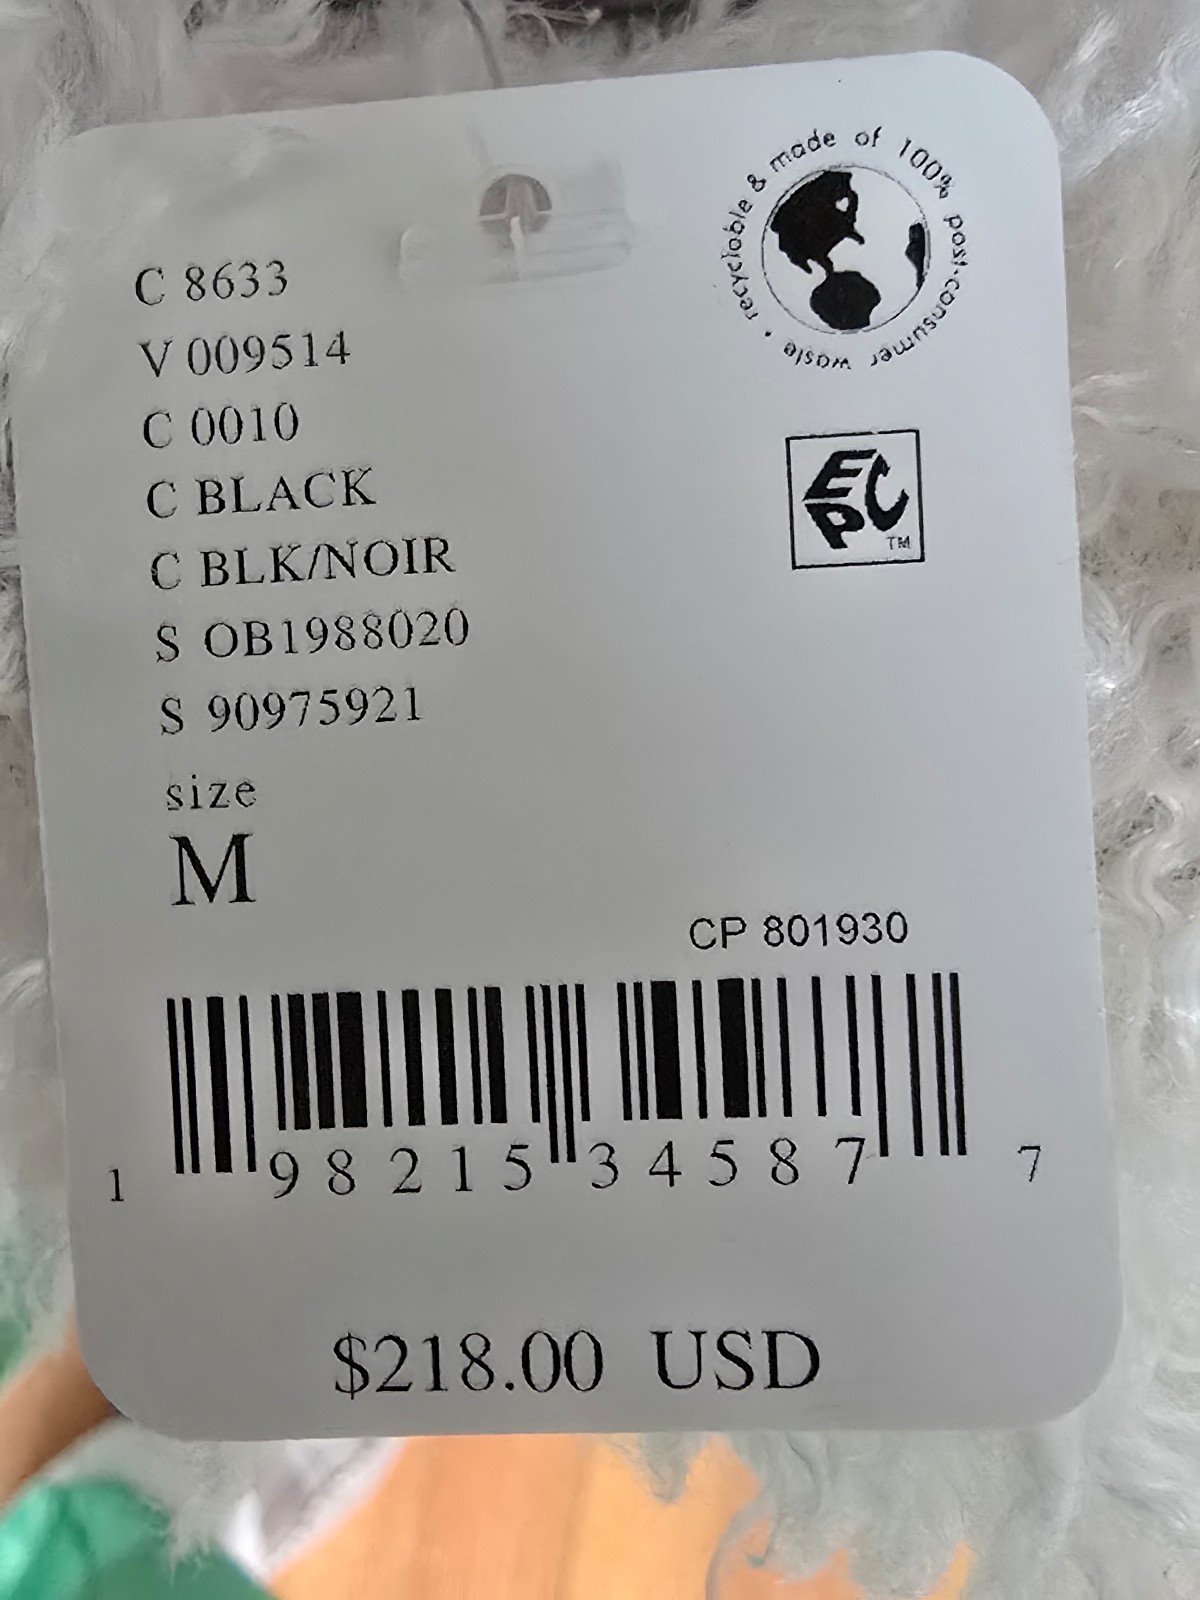 recyclable & made of 100% post-consumer waste •
C 8633
V 009514
C 0010
C BLACK
EPC
TM
C BLK/NOIR
S OB1988020
S 90975921
size
M
CP 801930
1 98215 34587 7
$218.00 USD